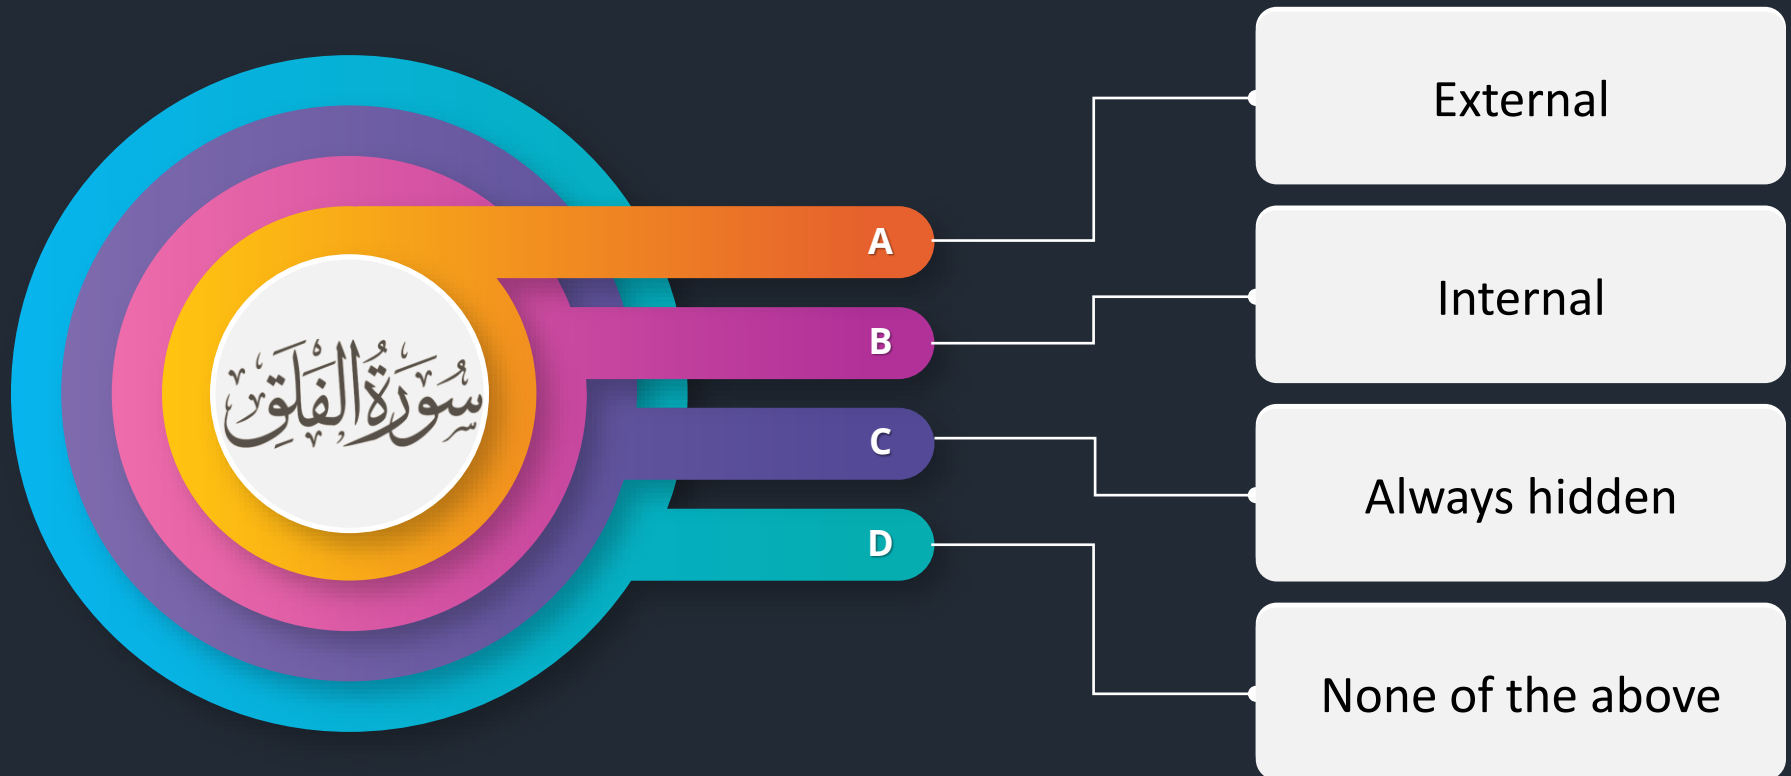 سُورَةُ الفَلَقِ
A
External
B
Internal
C
Always hidden
D
None of the above